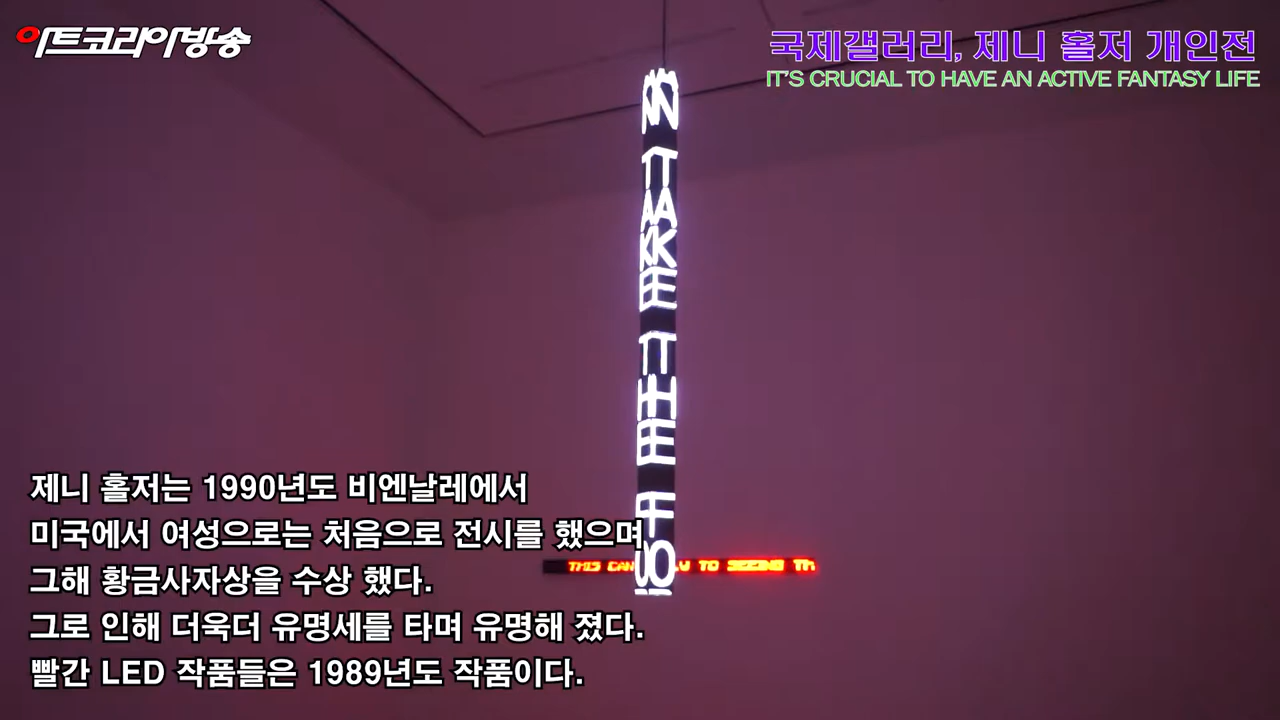 아트코리아방송
국제갤러리, 제니 홀저 개인전
IT'S CRUCIAL TO HAVE AN ACTIVE FANTASY LIFE
TAKE THE
THIS CAN TO SEEING TH
제니 홀저는 1990년도 비엔날레에서
미국에서 여성으로는 처음으로 전시를 했으며
그해 황금사자상을 수상 했다.
그로 인해 더욱더 유명세를 타며 유명해 졌다.
빨간 LED 작품들은 1989년도 작품이다.